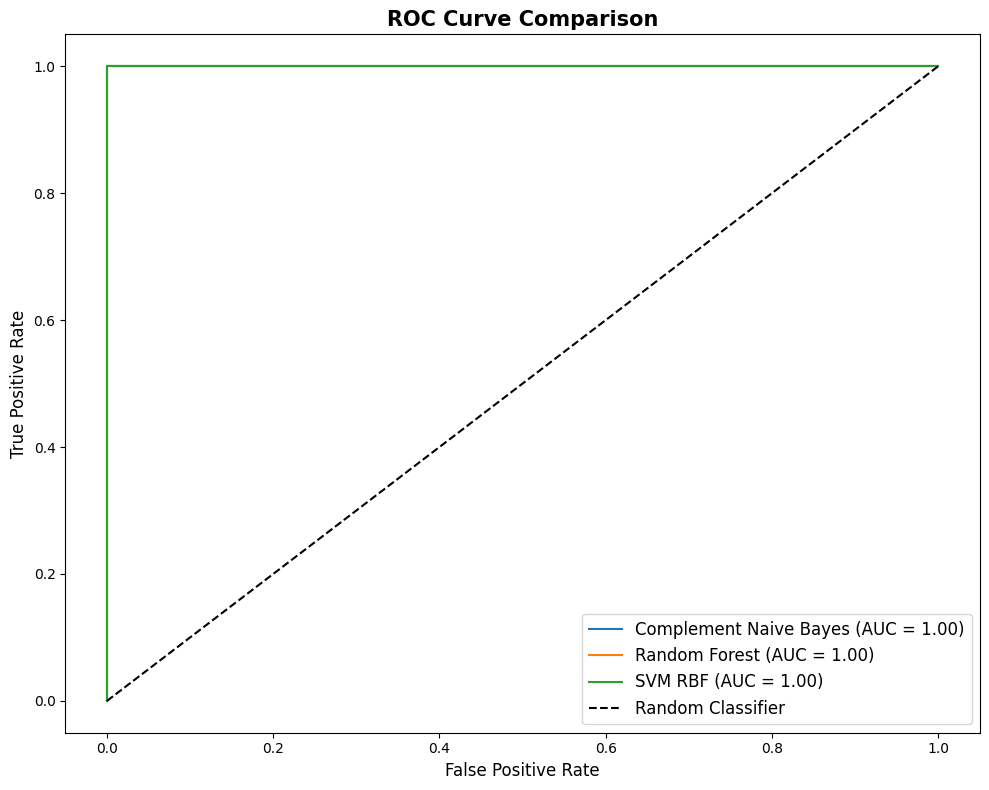 ROC Curve Comparison
True Positive Rate
1.0
0.8
0.6
0.4
0.2
0.0
Complement Naive Bayes (AUC = 1.00)
Random Forest (AUC = 1.00)
SVM RBF (AUC = 1.00)
Random Classifier
0.0 0.2 0.4 0.6 0.8 1.0
False Positive Rate